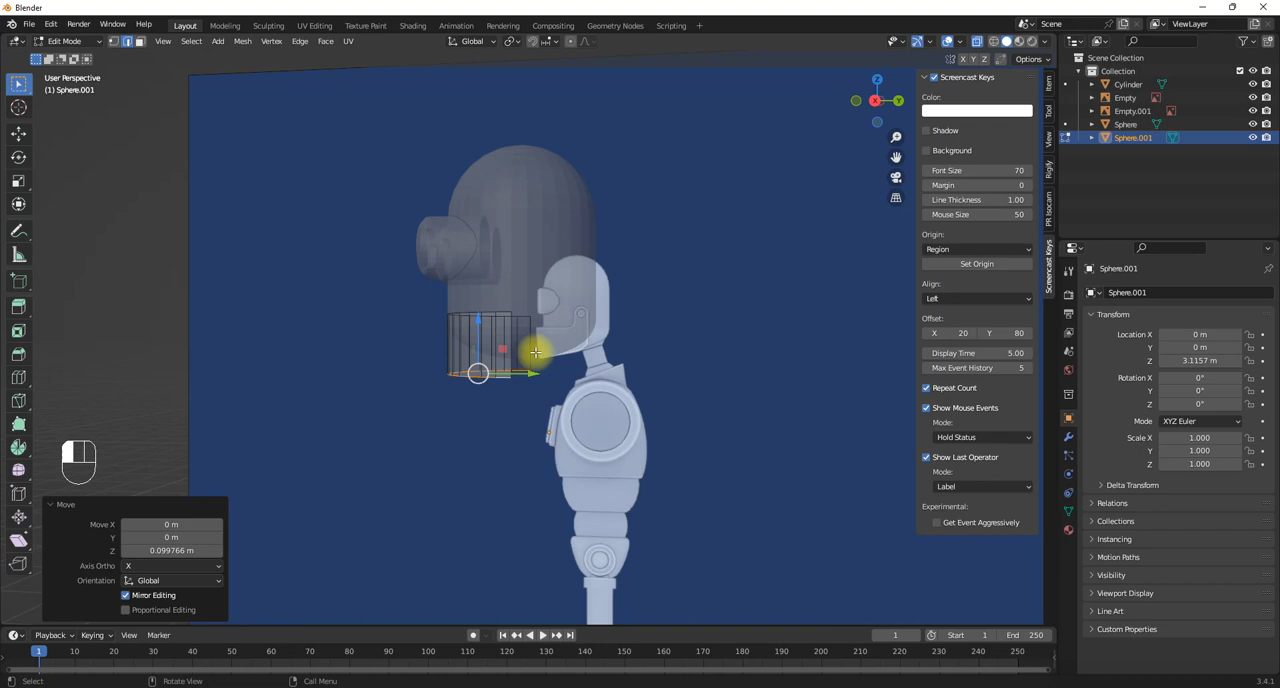 Blender
File Edit Render Window Help
Layout Modeling Sculpting UV Editing Texture Paint Shading Animation Rendering Compositing Geometry Nodes Scripting +
Scene
ViewLayer
Edit Mode
View Select Add Mesh Vertex Edge Face UV
Global
X Y Z
Options
User Perspective
(1) Sphere.001
Z
X
Y
Screencast Keys
Color:
Shadow
Background
Font Size 70
Margin 0
Line Thickness 1.00
Mouse Size 50
Origin:
Region
Set Origin
Align:
Left
Offset:
X 20 Y 80
Display Time 5.00
Max Event History 5
Repeat Count
Show Mouse Events
Mode:
Hold Status
Show Last Operator
Mode:
Label
Experimental:
Get Event Aggressively
Item
Tool
View
Rigify
PR Isocam
Screencast Keys
Scene Collection
Collection
Cylinder
Empty
Empty.001
Sphere
Sphere.001
Sphere.001
Sphere.001
Transform
Location X 0 m
Y 0 m
Z 3.1157 m
Rotation X 0°
Y 0°
Z 0°
Mode XYZ Euler
Scale X 1.000
Y 1.000
Z 1.000
Delta Transform
Relations
Collections
Instancing
Motion Paths
Visibility
Viewport Display
Line Art
Custom Properties
Move
Move X 0 m
Y 0 m
Z 0.099766 m
Axis Ortho X
Orientation Global
Mirror Editing
Proportional Editing
Playback Keying View Marker
1
Start 1
End 250
1 10 20 30 40 50 60 70 80 90 100 110 120 130 140 150 160 170 180 190 200 210 220 230 240 250
Select
Rotate View
Call Menu
3.4.1